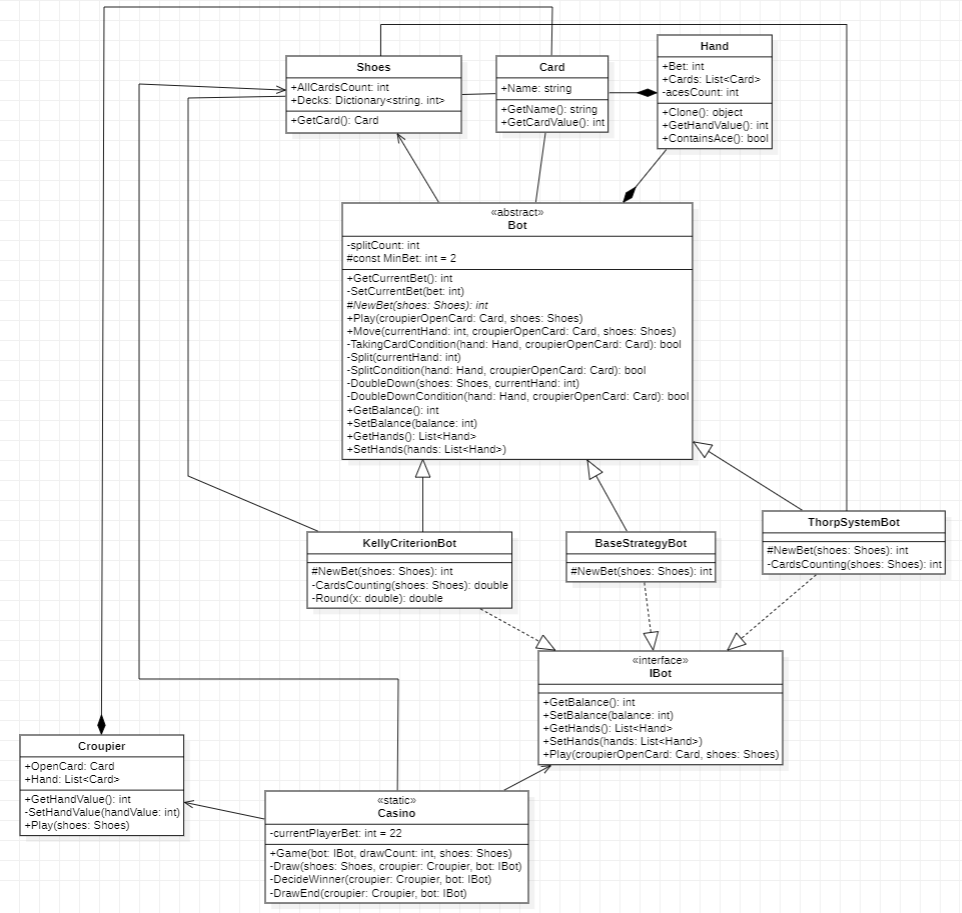 Shoes
+AllCardsCount: int
+Decks: Dictionary<string. int>
+GetCard(): Card
Card
+Name: string
+GetName(): string
+GetCardValue(): int
Hand
+Bet: int
+Cards: List<Card>
-acesCount: int
+Clone(): object
+GetHandValue(): int
+ContainsAce(): bool
«abstract»
Bot
-splitCount: int
#const MinBet: int = 2
+GetCurrentBet(): int
-SetCurrentBet(bet: int)
#NewBet(shoes: Shoes): int
+Play(croupierOpenCard: Card, shoes: Shoes)
+Move(currentHand: int, croupierOpenCard: Card, shoes: Shoes)
-TakingCardCondition(hand: Hand, croupierOpenCard: Card): bool
-Split(currentHand: int)
-SplitCondition(hand: Hand, croupierOpenCard: Card): bool
-DoubleDown(shoes: Shoes, currentHand: int)
-DoubleDownCondition(hand: Hand, croupierOpenCard: Card): bool
+GetBalance(): int
+SetBalance(balance: int)
+GetHands(): List<Hand>
+SetHands(hands: List<Hand>)
KellyCriterionBot
#NewBet(shoes: Shoes): int
-CardsCounting(shoes: Shoes): double
-Round(x: double): double
BaseStrategyBot
#NewBet(shoes: Shoes): int
ThorpSystemBot
#NewBet(shoes: Shoes): int
-CardsCounting(shoes: Shoes): int
«interface»
IBot
+GetBalance(): int
+SetBalance(balance: int)
+GetHands(): List<Hand>
+SetHands(hands: List<Hand>)
+Play(croupierOpenCard: Card, shoes: Shoes)
Croupier
+OpenCard: Card
+Hand: List<Card>
+GetHandValue(): int
-SetHandValue(handValue: int)
+Play(shoes: Shoes)
«static»
Casino
-currentPlayerBet: int = 22
+Game(bot: IBot, drawCount: int, shoes: Shoes)
-Draw(shoes: Shoes, croupier: Croupier, bot: IBot)
-DecideWinner(croupier: Croupier, bot: IBot)
-DrawEnd(croupier: Croupier, bot: IBot)